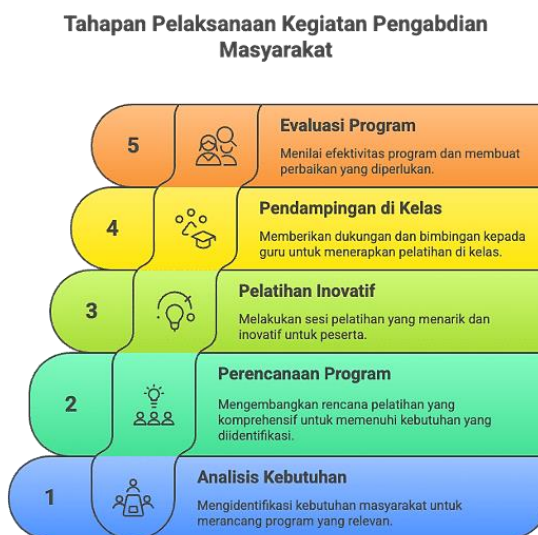 Tahapan Pelaksanaan Kegiatan Pengabdian
Masyarakat
5
Evaluasi Program
Menilai efektivitas program dan membuat
perbaikan yang diperlukan.
4
Pendampingan di Kelas
Memberikan dukungan dan bimbingan kepada
guru untuk menerapkan pelatihan di kelas.
3
Pelatihan Inovatif
Melakukan sesi pelatihan yang menarik dan
inovatif untuk peserta.
2
Perencanaan Program
Mengembangkan rencana pelatihan yang
komprehensif untuk memenuhi kebutuhan yang
diidentifikasi.
1
Analisis Kebutuhan
Mengidentifikasi kebutuhan masyarakat untuk
merancang program yang relevan.